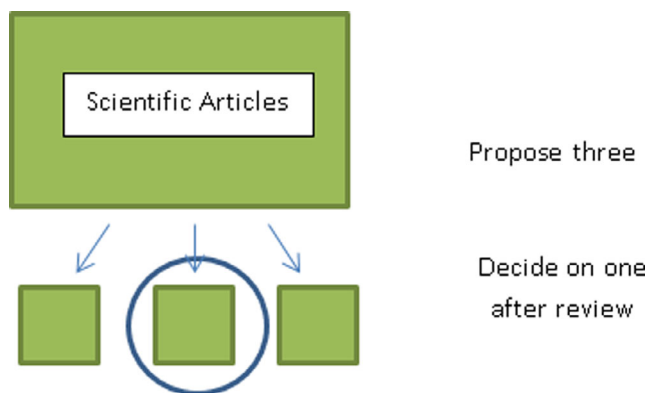 Scientific Articles
Propose three
Decide on one
after review